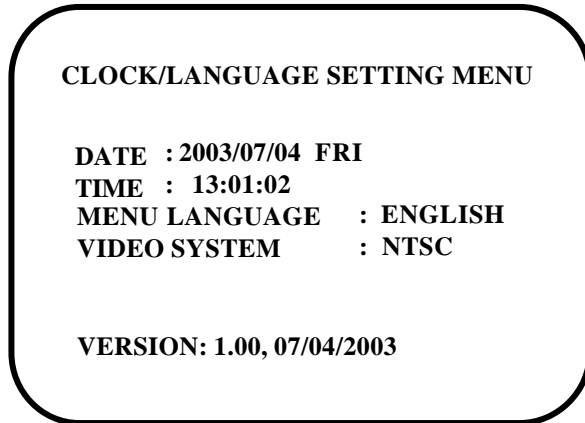 CLOCK/LANGUAGE SETTING MENU
DATE : 2003/07/04 FRI
TIME : 13:01:02
MENU LANGUAGE : ENGLISH
VIDEO SYSTEM : NTSC
VERSION: 1.00, 07/04/2003